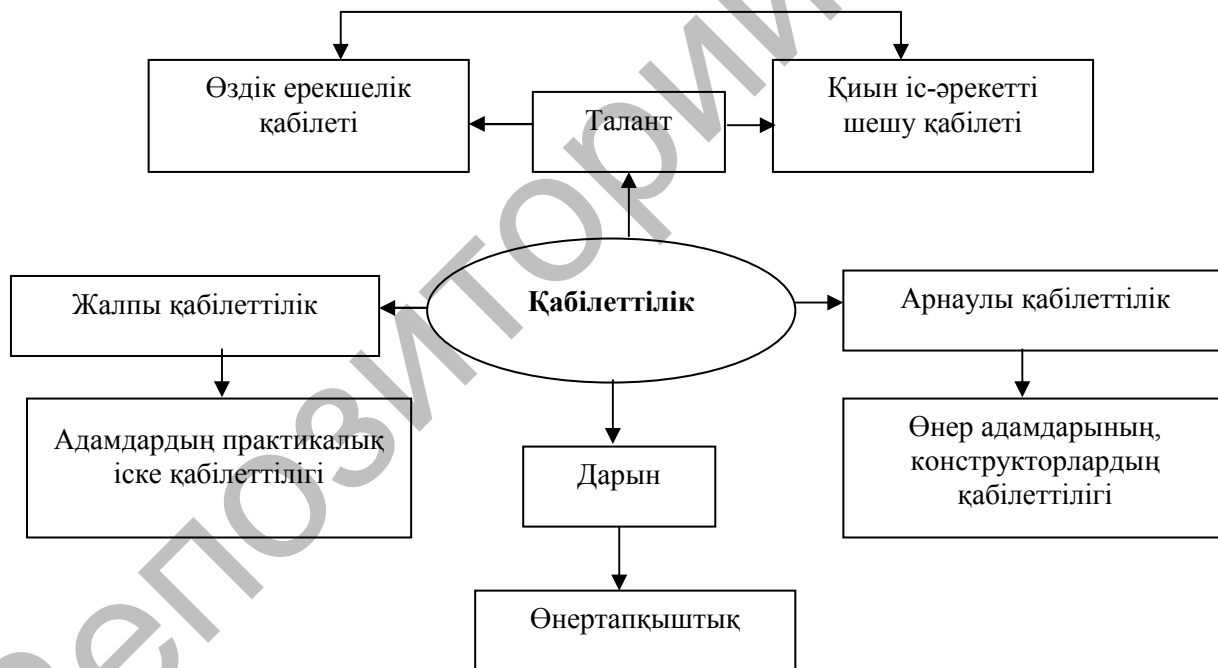 Өздік ерекшелік
қабілеті
Талант
Қиын іс-әрекетті
шешу қабілеті
Жалпы қабілеттілік
Қабілеттілік
Арнаулы қабілеттілік
Адамдардың практикалық
іске қабілеттілігі
Дарын
Өнер адамдарының,
конструкторлардың
қабілеттілігі
Өнертапқыштық
Репозитории